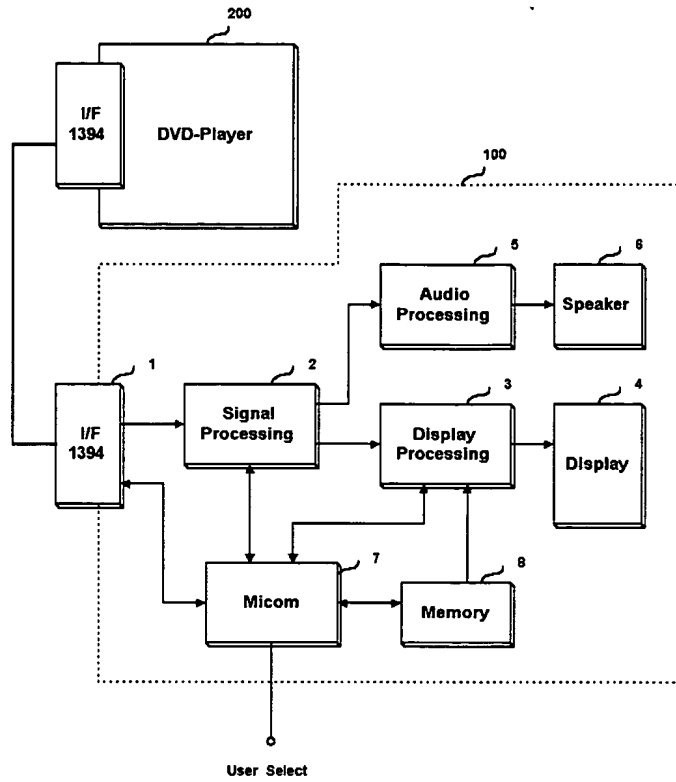 200
I/F
1394
DVD-Player
100
5
6
Audio
Processing
Speaker
1
2
3
4
I/F
1394
Signal
Processing
Display
Processing
Display
7
8
Micom
Memory
User Select